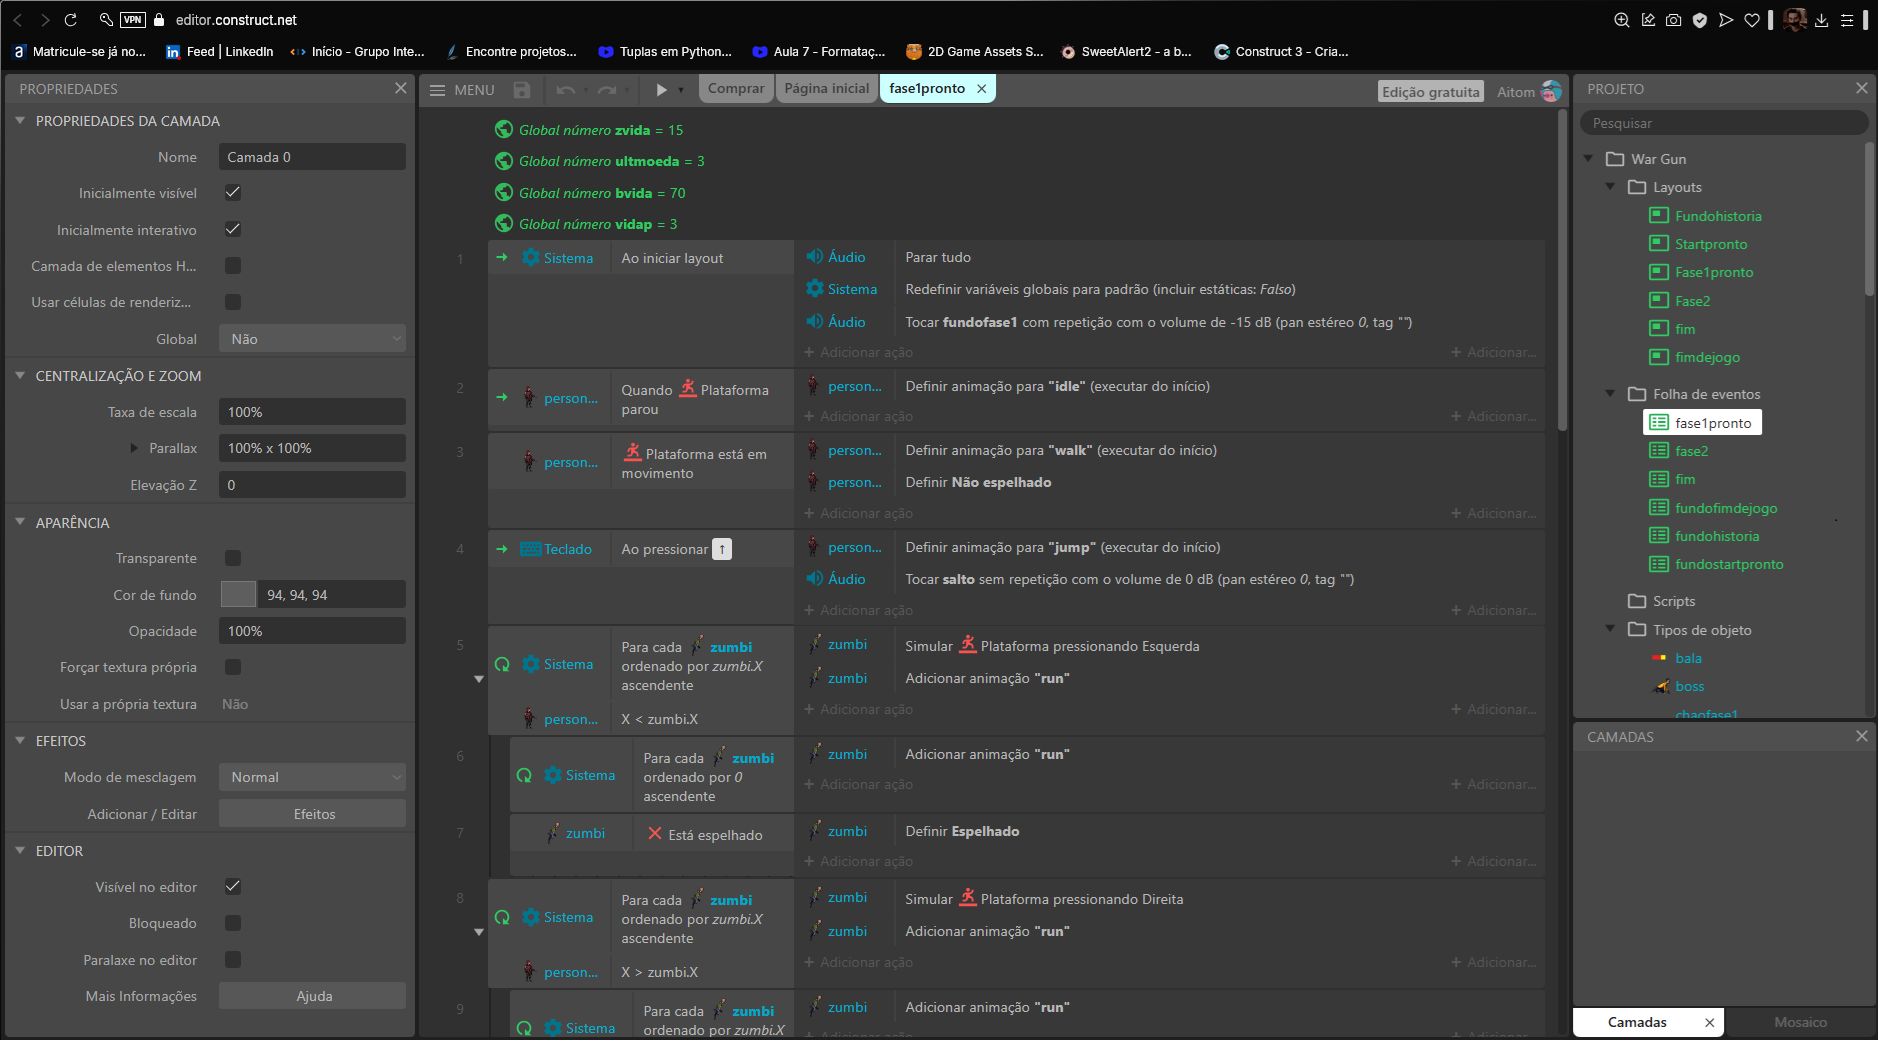 VPN editor.construct.net
Matricule-se já no... Feed | LinkedIn Início - Grupo Inte... Encontre projetos... Tuplas em Python... Aula 7 - Formataç... 2D Game Assets S... SweetAlert2 - a b... Construct 3 - Cria...
PROPRIEDADES
PROPRIEDADES DA CAMADA
Nome Camada 0
Inicialmente visível
Inicialmente interativo
Camada de elementos H...
Usar células de renderiz...
Global Não
CENTRALIZAÇÃO E ZOOM
Taxa de escala 100%
Parallax 100% x 100%
Elevação Z 0
APARÊNCIA
Transparente
Cor de fundo 94, 94, 94
Opacidade 100%
Forçar textura própria
Usar a própria textura Não
EFEITOS
Modo de mesclagem Normal
Adicionar / Editar Efeitos
EDITOR
Visível no editor
Bloqueado
Paralaxe no editor
Mais Informações Ajuda
MENU Comprar Página inicial fase1pronto Edição gratuita Aitom
Global número zvida = 15
Global número ultmoeda = 3
Global número bvida = 70
Global número vidap = 3
1 Sistema Ao iniciar layout Áudio Parar tudo
Sistema Redefinir variáveis globais para padrão (incluir estáticas: Falso)
Áudio Tocar fundofase1 com repetição com o volume de -15 dB (pan estéreo 0, tag "")
+ Adicionar ação + Adicionar...
2 person... Quando Plataforma parou person... Definir animação para "idle" (executar do início)
+ Adicionar ação + Adicionar...
3 person... Plataforma está em movimento person... Definir animação para "walk" (executar do início)
person... Definir Não espelhado
+ Adicionar ação + Adicionar...
4 Teclado Ao pressionar ↑ person... Definir animação para "jump" (executar do início)
Áudio Tocar salto sem repetição com o volume de 0 dB (pan estéreo 0, tag "")
+ Adicionar ação + Adicionar...
5 Sistema Para cada zumbi ordenado por zumbi.X ascendente zumbi Simular Plataforma pressionando Esquerda
zumbi Adicionar animação "run"
person... X < zumbi.X + Adicionar ação + Adicionar...
6 Sistema Para cada zumbi ordenado por 0 ascendente zumbi Adicionar animação "run"
+ Adicionar ação + Adicionar...
7 zumbi Está espelhado zumbi Definir Espelhado
+ Adicionar ação + Adicionar...
8 Sistema Para cada zumbi ordenado por zumbi.X ascendente zumbi Simular Plataforma pressionando Direita
zumbi Adicionar animação "run"
person... X > zumbi.X + Adicionar ação + Adicionar...
9 Sistema Para cada zumbi ordenado por zumbi.X zumbi Adicionar animação "run"
+ Adicionar ação + Adicionar...
PROJETO
Pesquisar
War Gun
Layouts
Fundohistoria
Startpronto
Fase1pronto
Fase2
fim
fimdejogo
Folha de eventos
fase1pronto
fase2
fim
fundofimdejogo
fundohistoria
fundostartpronto
Scripts
Tipos de objeto
bala
boss
chaofase1
CAMADAS
Camadas Mosaico